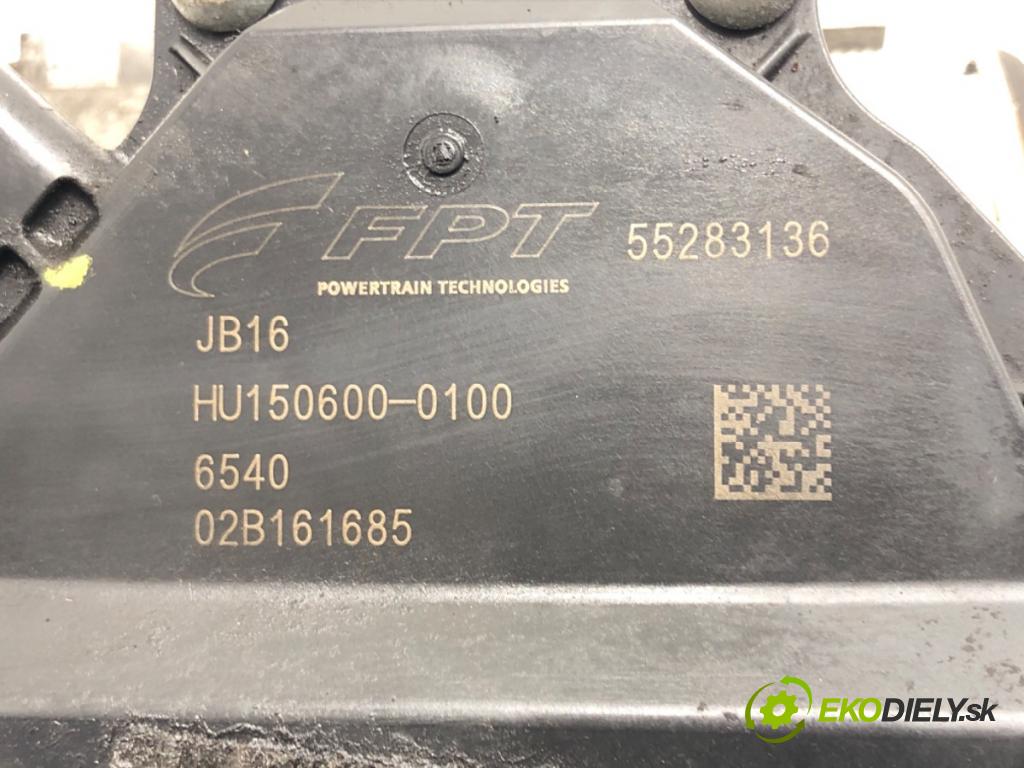 FPT 55283136
POWERTRAIN TECHNOLOGIES
JB16
HU150600-0100
6540
02B161685
EKODIELY.sk